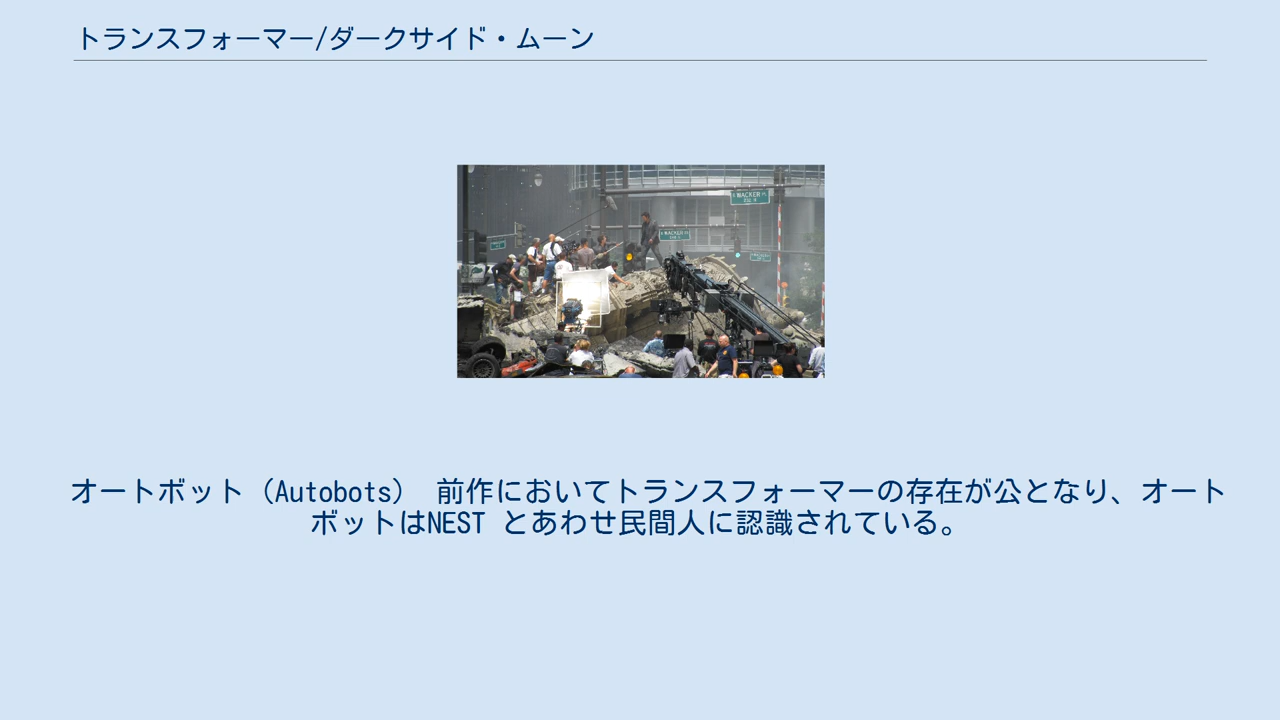 トランスフォーマー/ダークサイド・ムーン
WACKER
WACKER
オートボット（Autobots） 前作においてトランスフォーマーの存在が公となり、オート
ボットはNEST とあわせ民間人に認識されている。